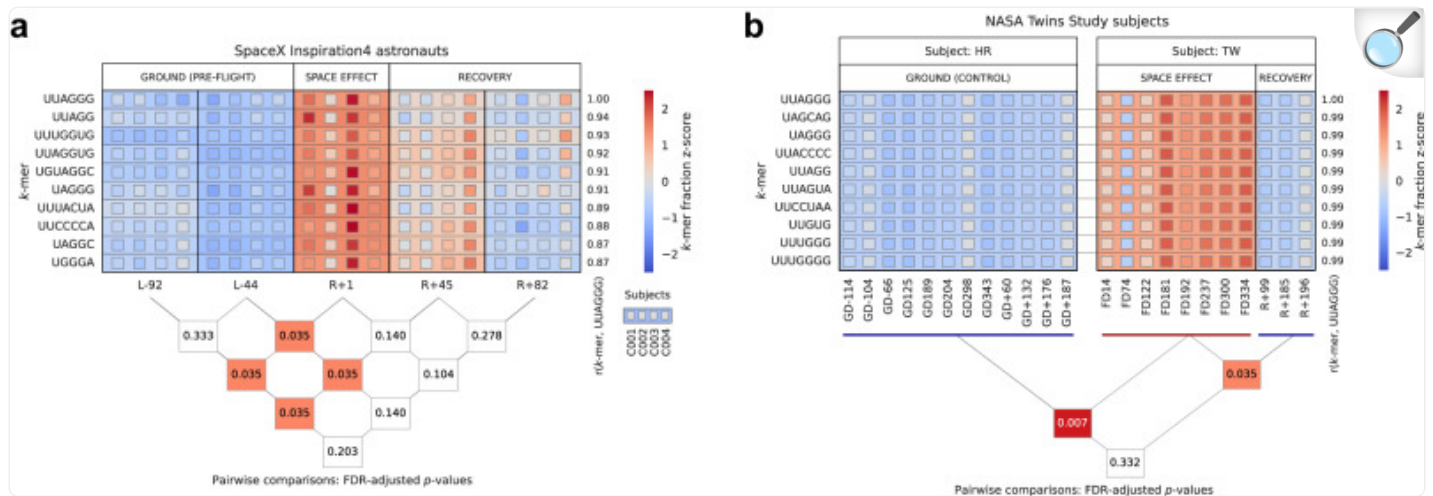 a
SpaceX Inspiration4 astronauts
GROUND (PRE-FLIGHT) SPACE EFFECT RECOVERY
UUAGGG 1.00
UUAGG 0.94
UUUGGUG 0.93
UUAGGUG 0.92
UGUAGGC 0.91
UAGGG 0.91
UUUACUA 0.89
UUCCCCA 0.88
UAGGC 0.87
UGGGA 0.87
k-mer
L-92 L-44 R+1 R+45 R+82
r(k-mer, UUAGGG)
2
1
0
−1
−2
k-mer fraction z-score
Subjects
C001
C002
C003
C004
0.333 0.035 0.140 0.278
0.035 0.035 0.104
0.035 0.140
0.203
Pairwise comparisons: FDR-adjusted p-values
b
NASA Twins Study subjects
Subject: HR Subject: TW
GROUND (CONTROL) SPACE EFFECT RECOVERY
UUAGGG 1.00
UAGCAG 0.99
UAGGG 0.99
UUACCCC 0.99
UUAGG 0.99
UUAGUA 0.99
UUCCUAA 0.99
UUGUG 0.99
UUUGGG 0.99
UUUGGGG 0.99
k-mer
GD-114
GD-104
GD-66
GD125
GD189
GD204
GD298
GD343
GD+60
GD+132
GD+176
GD+187
FD14
FD74
FD122
FD181
FD192
FD237
FD300
FD334
R+99
R+185
R+196
r(k-mer, UUAGGG)
2
1
0
−1
−2
k-mer fraction z-score
0.035
0.007
0.332
Pairwise comparisons: FDR-adjusted p-values